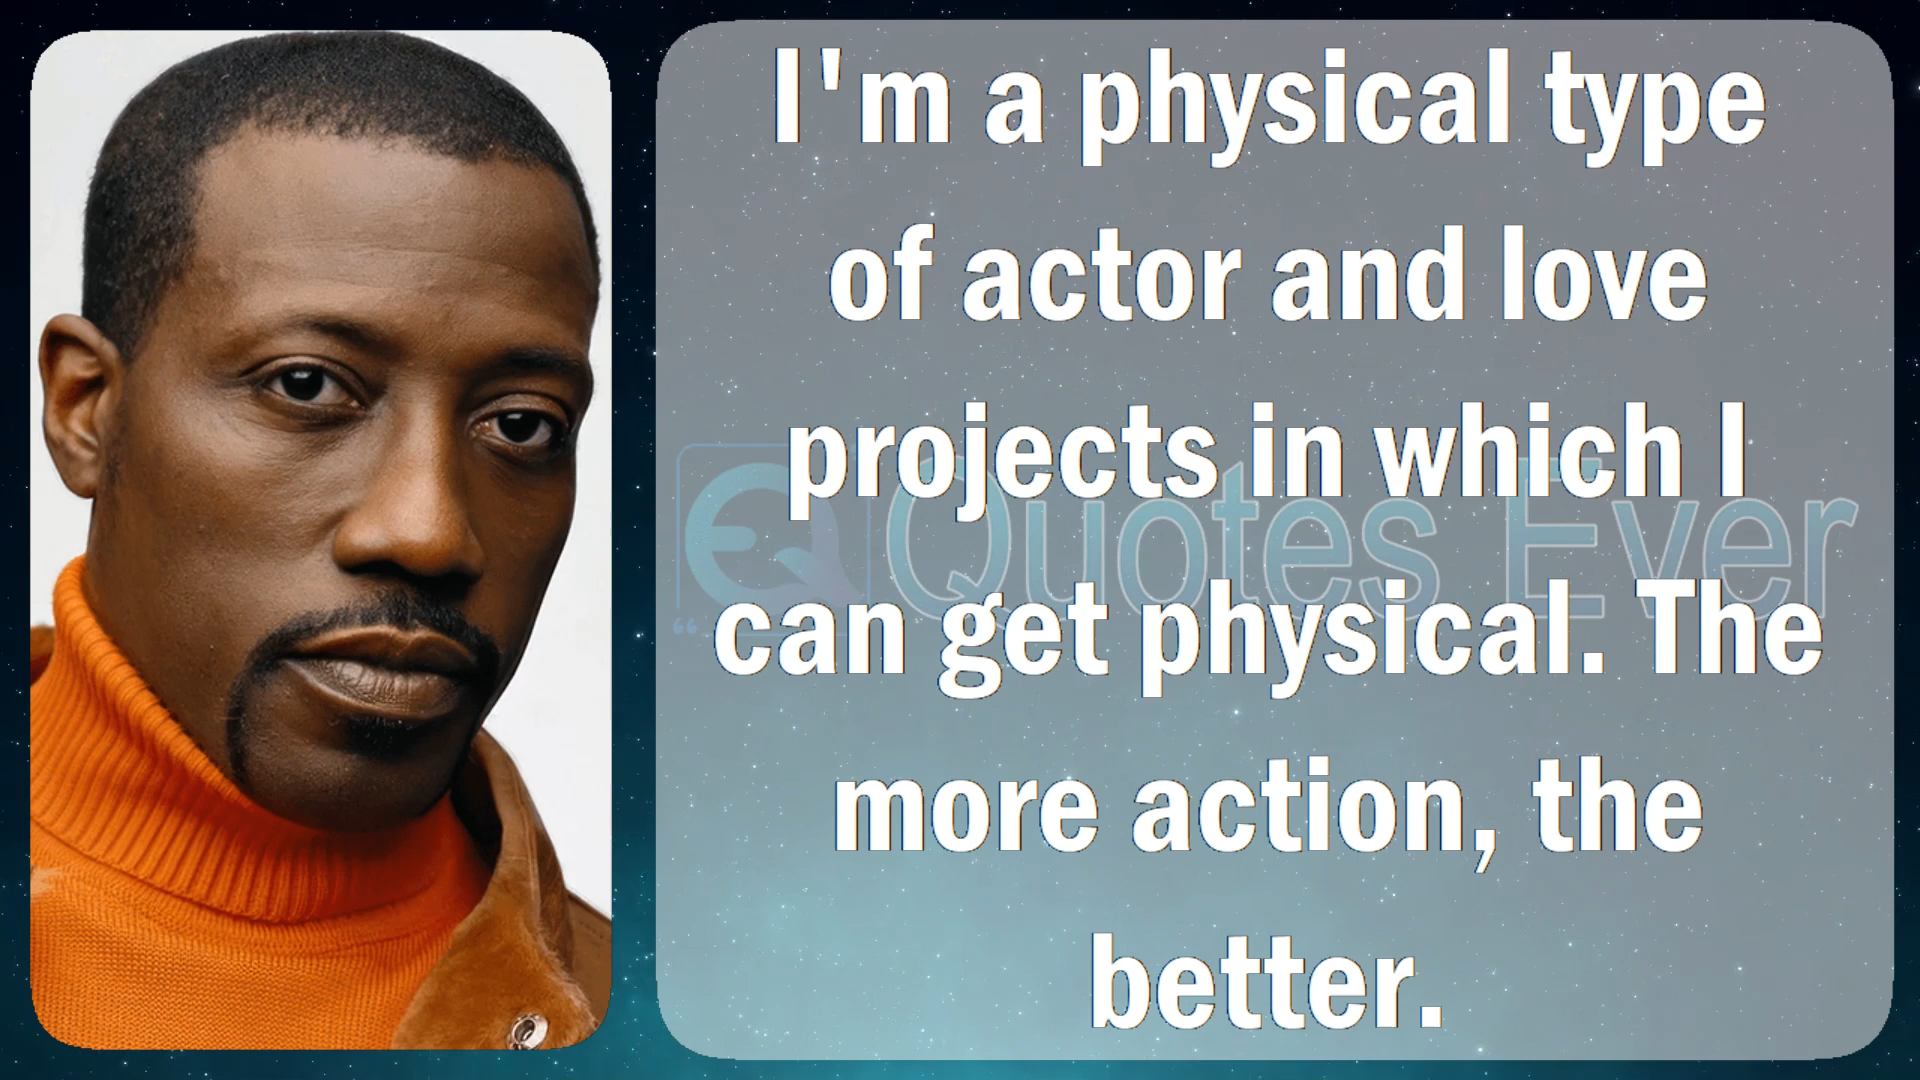 I'm a physical type
of actor and love
projects in which I
can get physical. The
more action, the
better.
EQ Quotes Ever